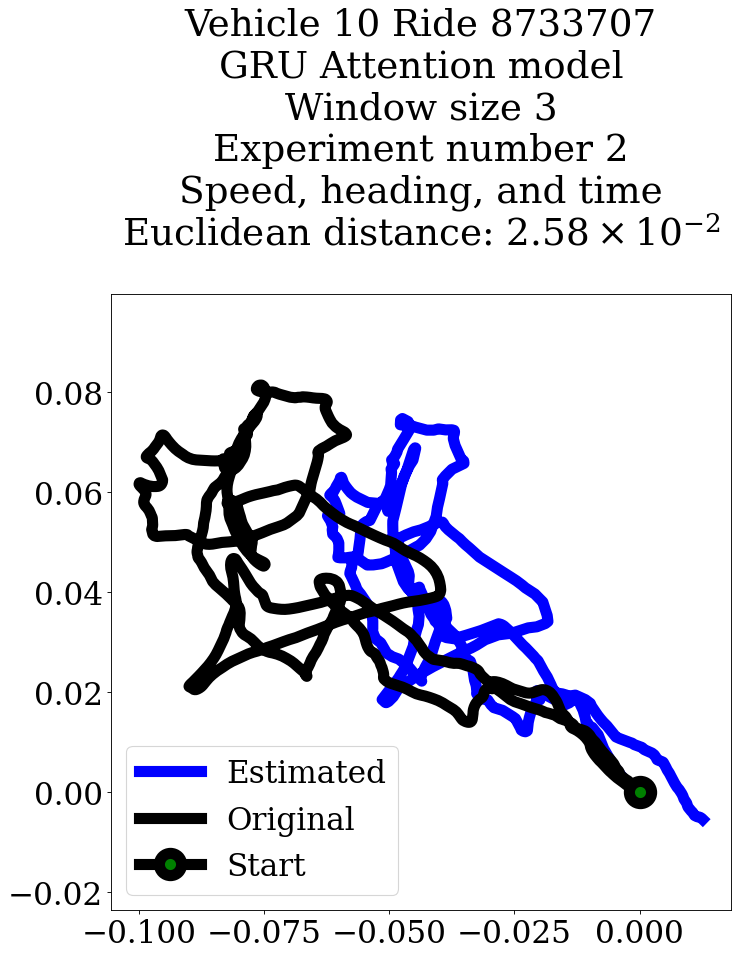 Vehicle 10 Ride 8733707
GRU Attention model
Window size 3
Experiment number 2
Speed, heading, and time
Euclidean distance: 2.58 × 10⁻²
0.08
0.06
0.04
0.02
0.00
−0.02
Estimated
Original
Start
−0.100 −0.075 −0.050 −0.025 0.000